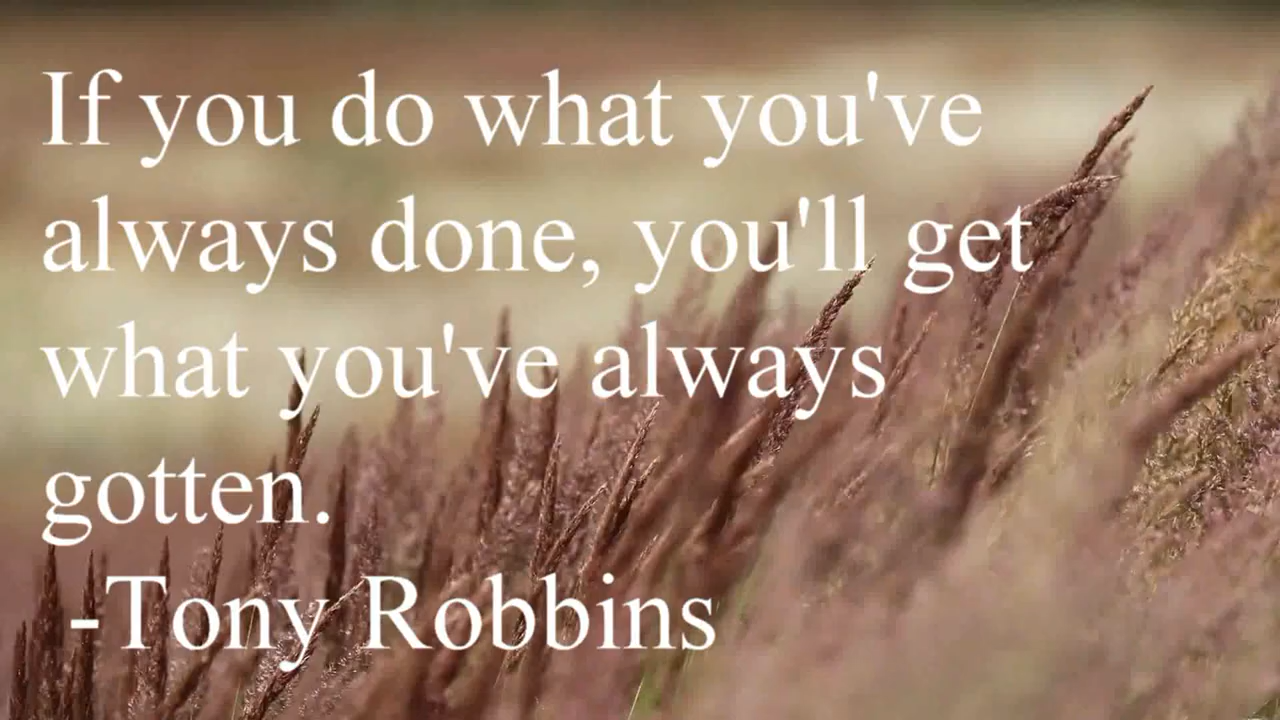 If you do what you've
always done, you'll get
what you've always
gotten.
-Tony Robbins